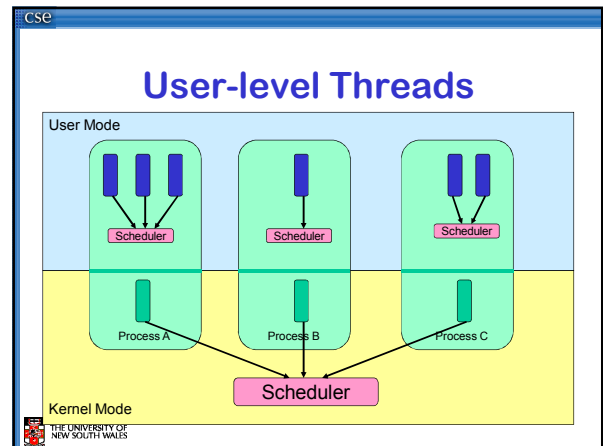 cse
User-level Threads
User Mode
Scheduler
Scheduler
Scheduler
Process A
Process B
Process C
Scheduler
Kernel Mode
THE UNIVERSITY OF
NEW SOUTH WALES